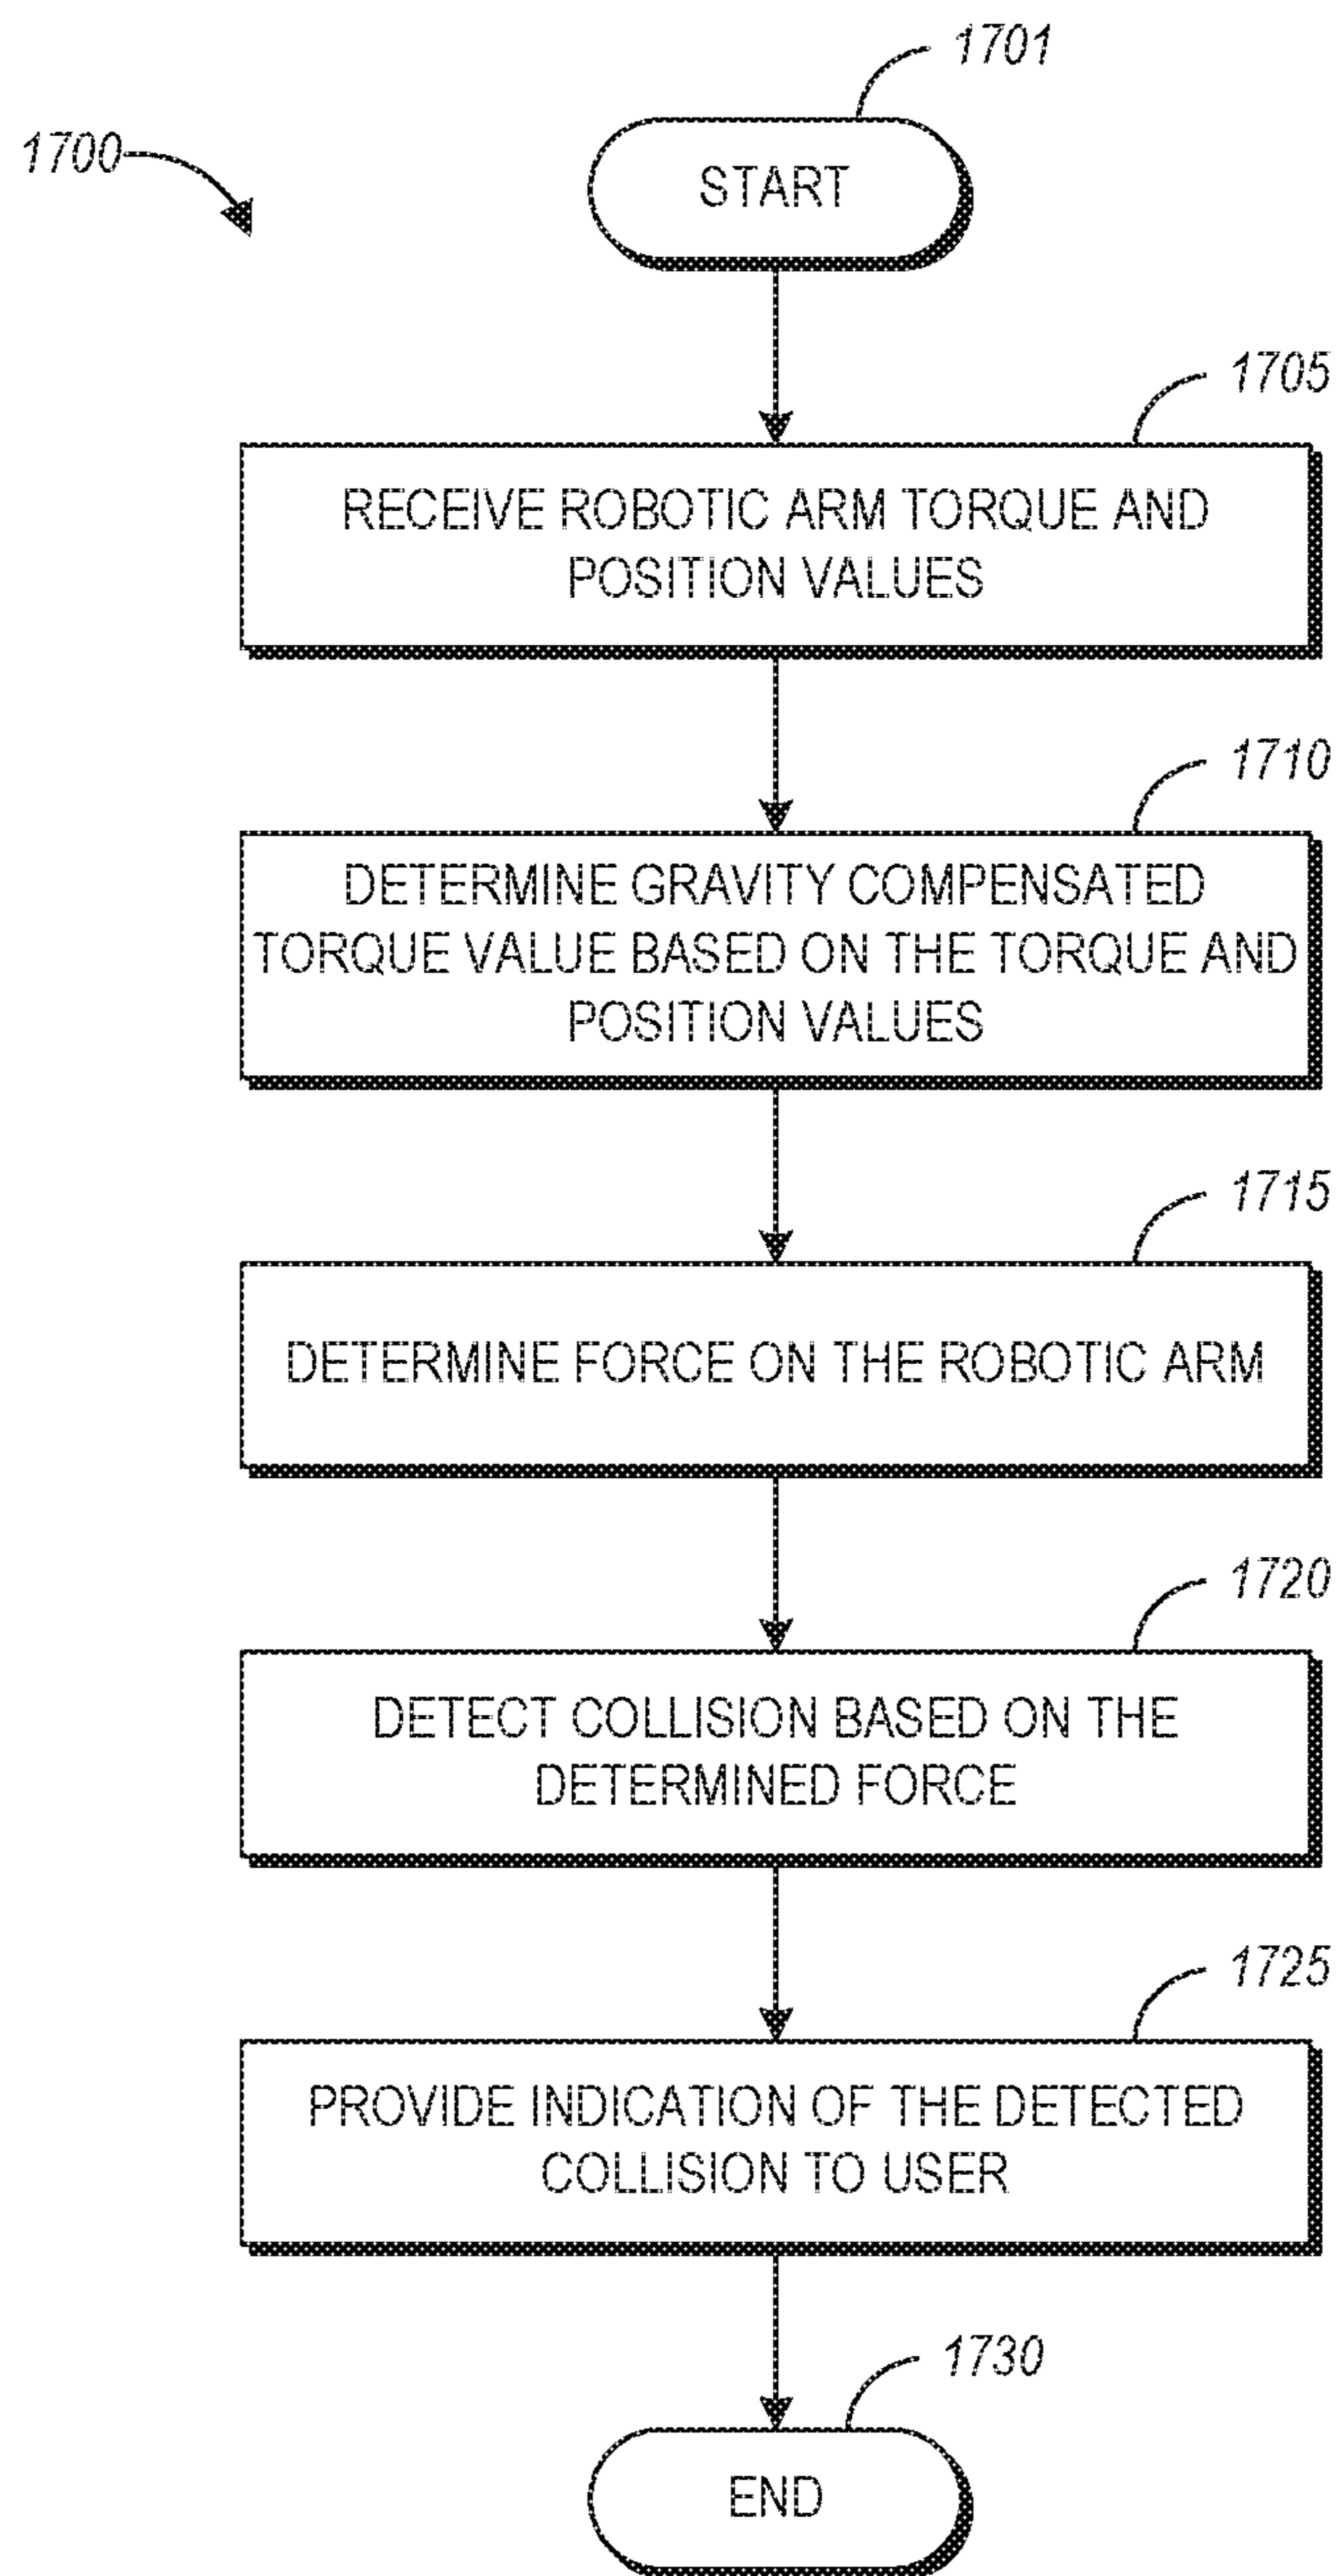 1701
1700
START
1705
RECEIVE ROBOTIC ARM TORQUE AND
POSITION VALUES
1710
DETERMINE GRAVITY COMPENSATED
TORQUE VALUE BASED ON THE TORQUE AND
POSITION VALUES
1715
DETERMINE FORCE ON THE ROBOTIC ARM
1720
DETECT COLLISION BASED ON THE
DETERMINED FORCE
1725
PROVIDE INDICATION OF THE DETECTED
COLLISION TO USER
1730
END